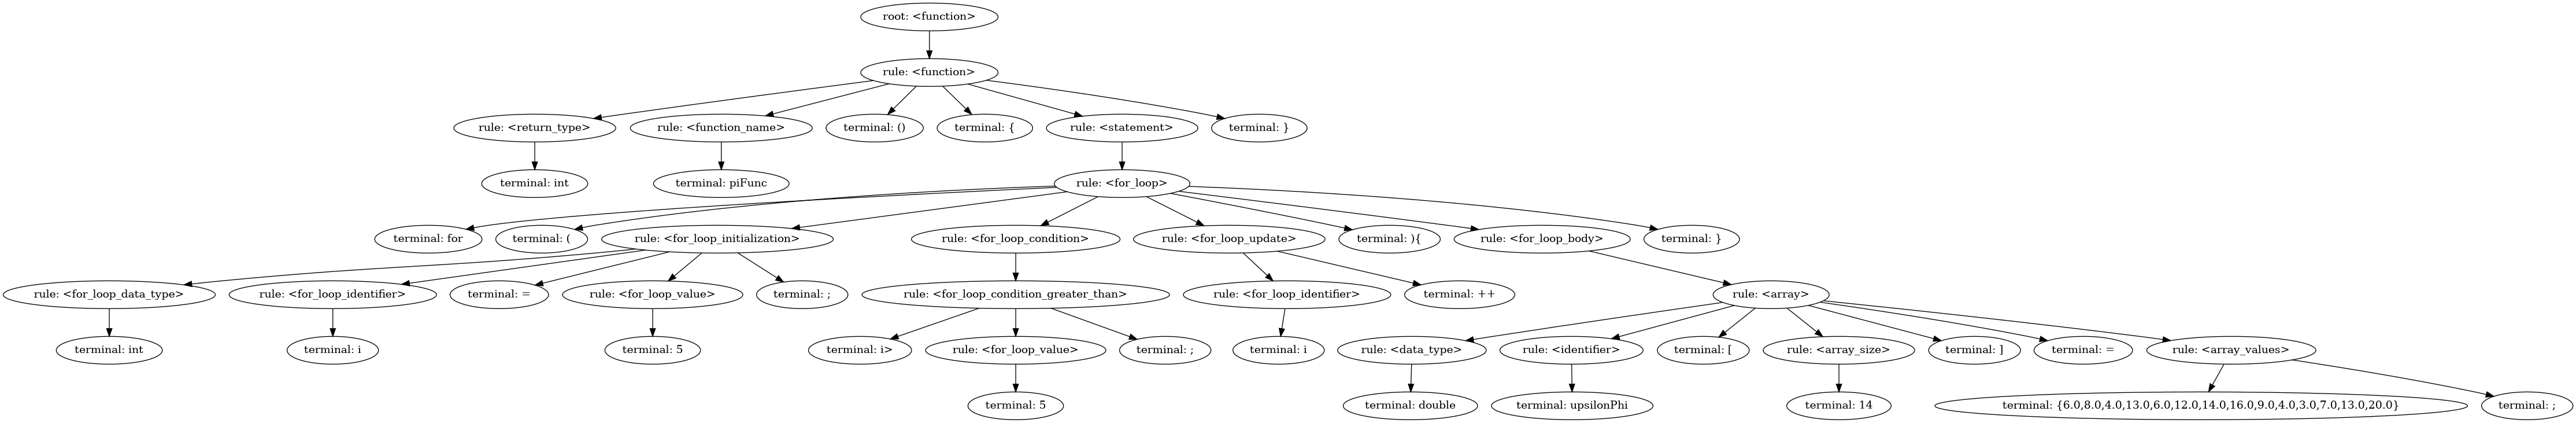 root: <function>
rule: <function>
rule: <return_type>
rule: <function_name>
terminal: ()
terminal: {
rule: <statement>
terminal: }
terminal: int
terminal: piFunc
rule: <for_loop>
terminal: for
terminal: (
rule: <for_loop_initialization>
rule: <for_loop_condition>
rule: <for_loop_update>
terminal: ){
rule: <for_loop_body>
terminal: }
rule: <for_loop_data_type>
rule: <for_loop_identifier>
terminal: =
rule: <for_loop_value>
terminal: ;
rule: <for_loop_condition_greater_than>
rule: <for_loop_identifier>
terminal: ++
rule: <array>
terminal: int
terminal: i
terminal: 5
terminal: i>
rule: <for_loop_value>
terminal: ;
terminal: i
rule: <data_type>
rule: <identifier>
terminal: [
rule: <array_size>
terminal: ]
terminal: =
rule: <array_values>
terminal: 5
terminal: double
terminal: upsilonPhi
terminal: 14
terminal: {6.0,8.0,4.0,13.0,6.0,12.0,14.0,16.0,9.0,4.0,3.0,7.0,13.0,20.0}
terminal: ;